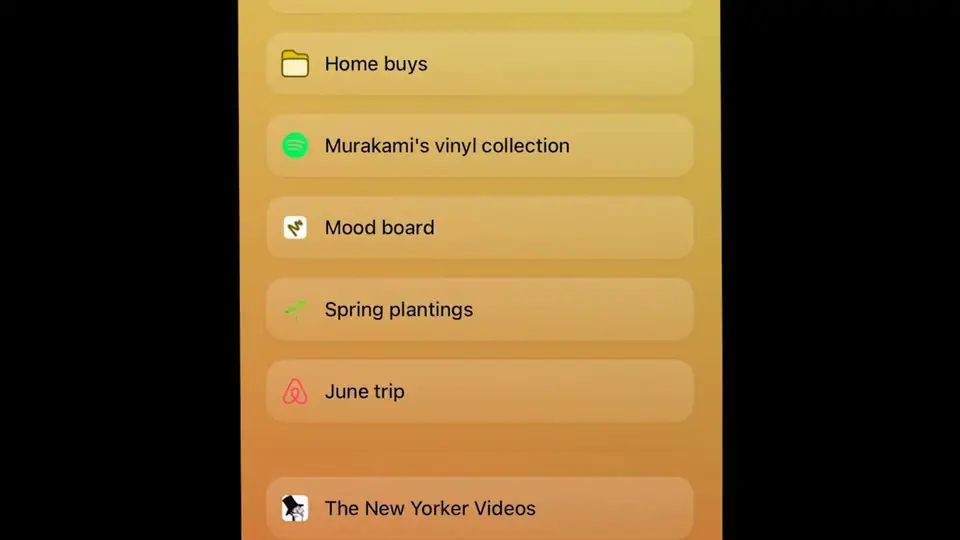 Home buys
Murakami's vinyl collection
Mood board
Spring plantings
June trip
The New Yorker Videos